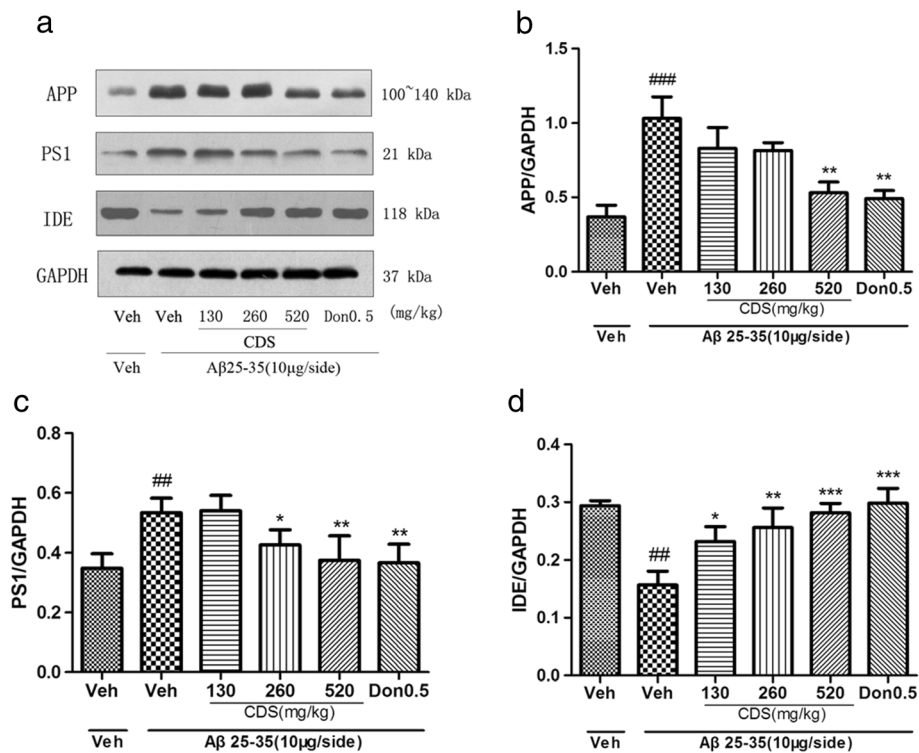 a
APP
100~140 kDa
PS1
21 kDa
IDE
118 kDa
GAPDH
37 kDa
Veh Veh 130 260 520 Don0.5 (mg/kg)
CDS
Veh Aβ25-35(10μg/side)
b
APP/GAPDH
1.5
1.0
0.5
0.0
###
**
**
Veh Veh 130 260 520 Don0.5
CDS(mg/kg)
Veh Aβ 25-35(10μg/side)
c
PS1/GAPDH
0.8
0.6
0.4
0.2
0.0
##
*
**
**
Veh Veh 130 260 520 Don0.5
CDS(mg/kg)
Veh Aβ 25-35(10μg/side)
d
IDE/GAPDH
0.4
0.3
0.2
0.1
0.0
##
*
**
***
***
Veh Veh 130 260 520 Don0.5
CDS(mg/kg)
Veh Aβ 25-35(10μg/side)